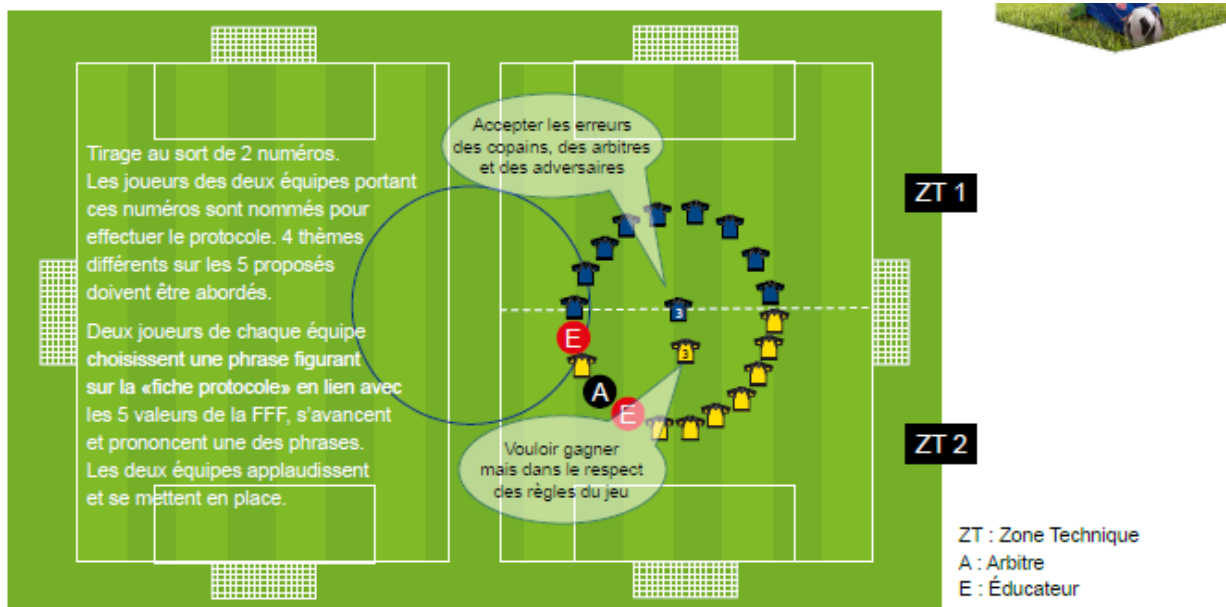 Tirage au sort de 2 numéros.
Les joueurs des deux équipes portant
ces numéros sont nommés pour
effectuer le protocole. 4 thèmes
différents sur les 5 proposés
doivent être abordés.
Deux joueurs de chaque équipe
choisissent une phrase figurant
sur la «fiche protocole» en lien avec
les 5 valeurs de la FFF, s'avancent
et prononcent une des phrases.
Les deux équipes applaudissent
et se mettent en place.
Accepter les erreurs
des copains, des arbitres
et des adversaires
3
3
E
A
E
Vouloir gagner
mais dans le respect
des règles du jeu
ZT 1
ZT 2
ZT : Zone Technique
A : Arbitre
E : Éducateur